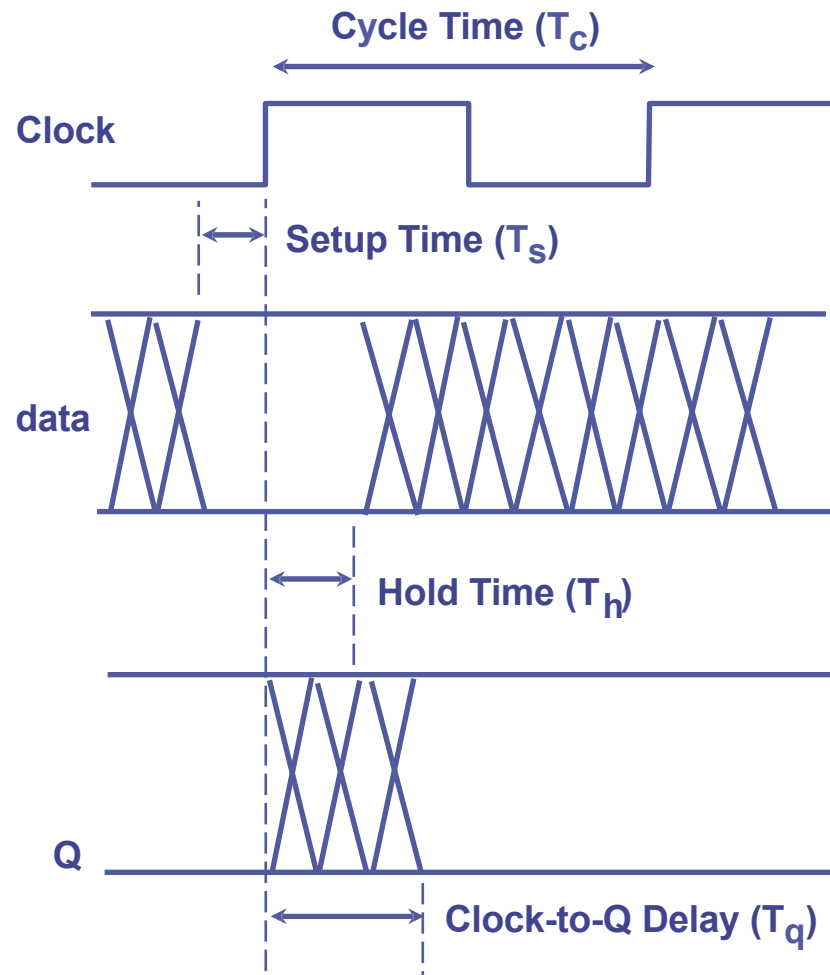 Cycle Time (Tc)
Clock
Setup Time (Ts)
data
Hold Time (Th)
Q
Clock-to-Q Delay (Tq)